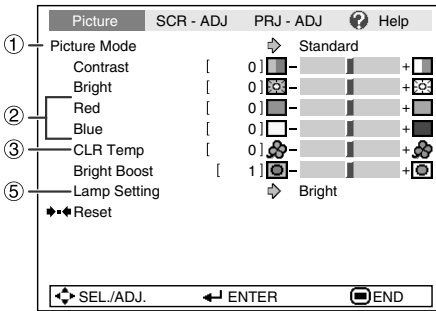 Picture SCR - ADJ PRJ - ADJ ? Help
① Picture Mode Standard
Contrast [ 0 ] - +
Bright [ 0 ] - +
② Red [ 0 ] - +
Blue [ 0 ] - +
③ CLR Temp [ 0 ] - +
Bright Boost [ 1 ] - +
⑤ Lamp Setting Bright
Reset
SEL./ADJ. ENTER END